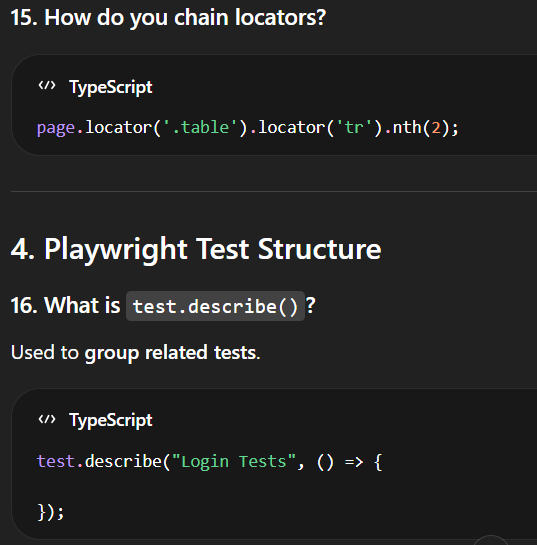 15. How do you chain locators?
</> TypeScript
page.locator('.table').locator('tr').nth(2);
4. Playwright Test Structure
16. What is test.describe()?
Used to group related tests.
</> TypeScript
test.describe("Login Tests", () => {
});